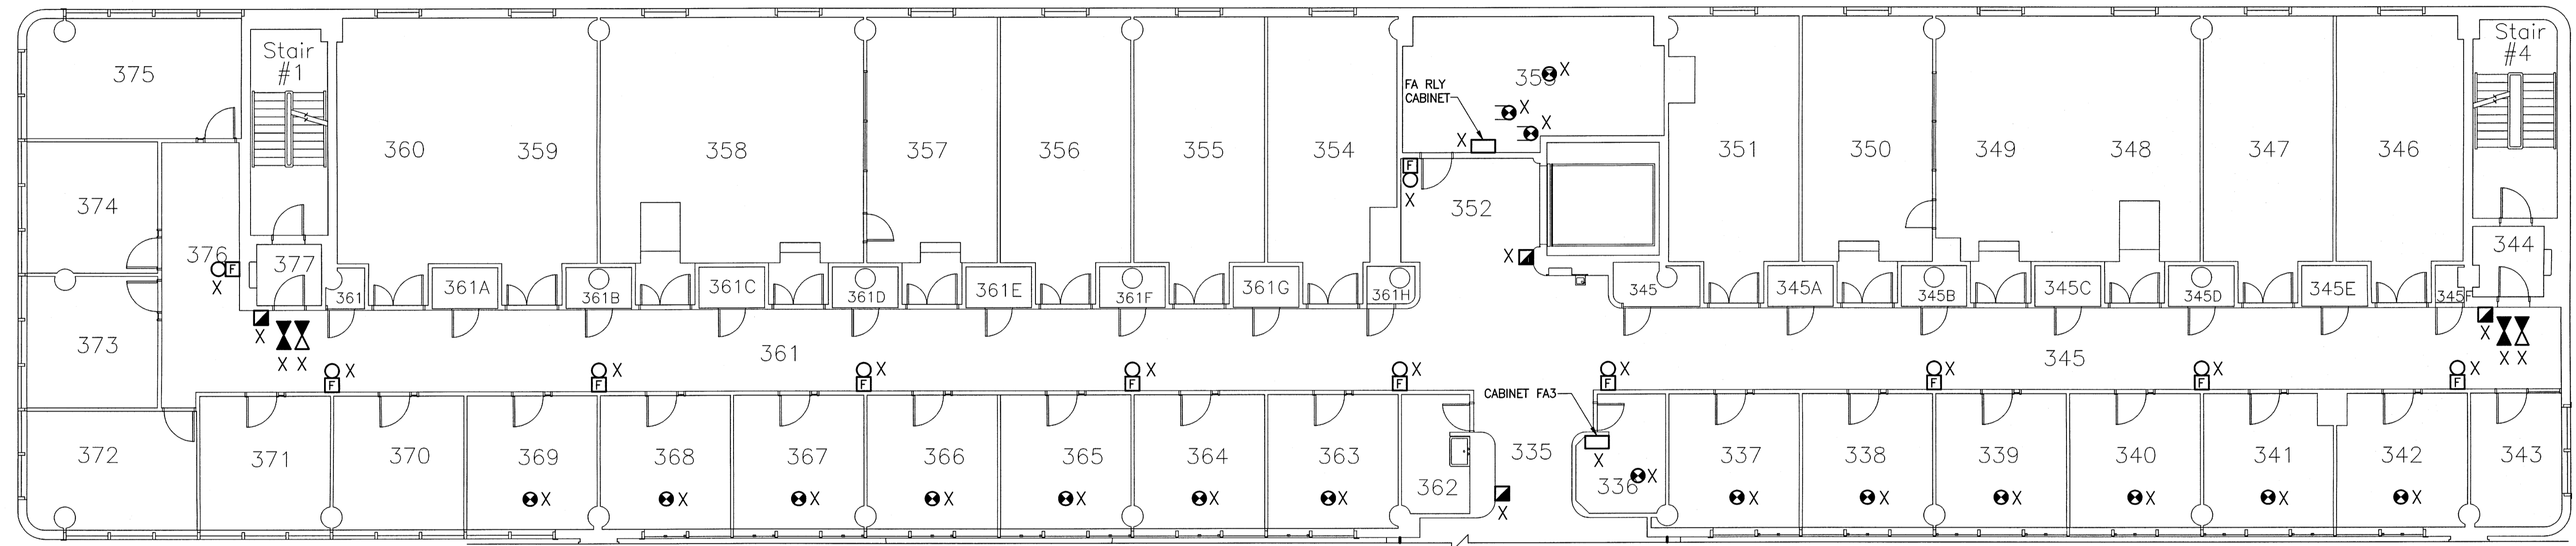 375
Stair
#1
360
359
358
357
356
355
354
FA RLY
CABINET
X
X
X
X
351
350
349
348
347
346
Stair
#4
374
376
F
X
377
F
X
352
X
344
361
361A
361B
361C
361D
361E
361F
361G
361H
345
345A
345B
345C
345D
345E
345F
X
X
X
361
345
X
X
X
373
F
X
F
X
F
X
F
X
F
X
F
X
F
X
F
X
F
X
CABINET FA3
X
372
371
370
369
X
368
X
367
X
366
X
365
X
364
X
363
X
362
335
X
336
X
337
X
338
X
339
X
340
X
341
X
342
X
343